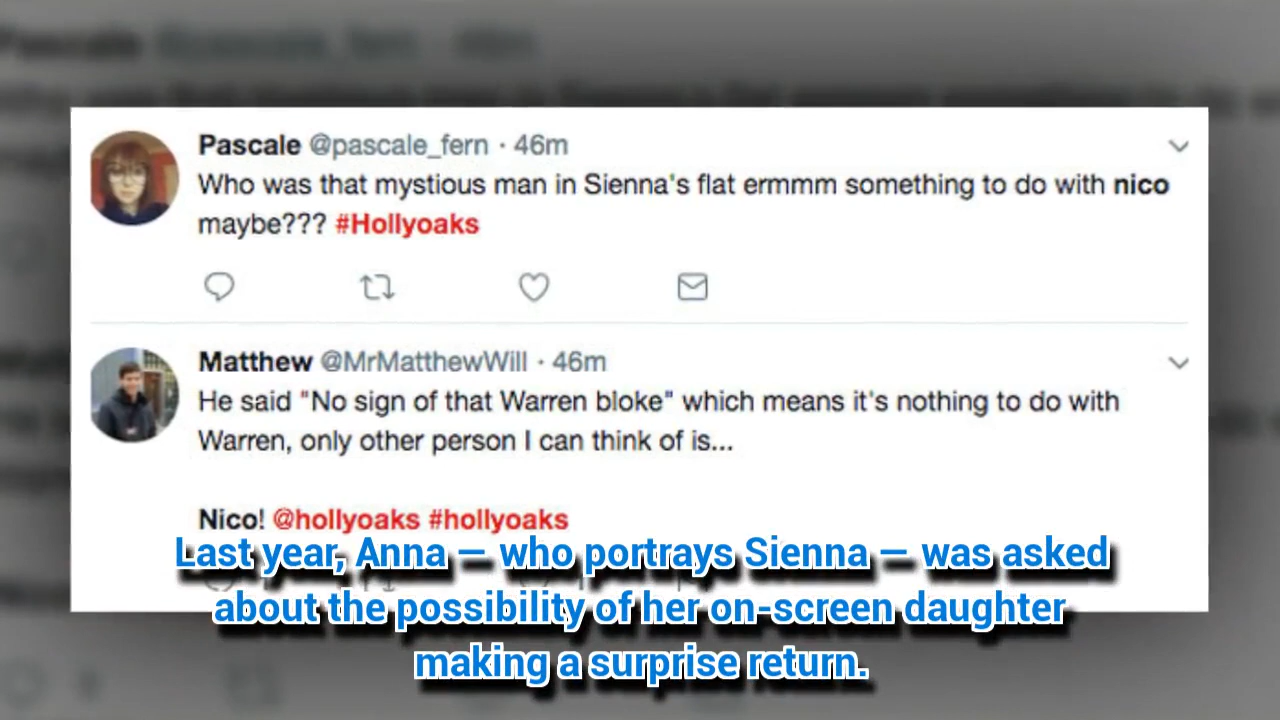 Pascale @pascale_fern · 46m
Who was that mystious man in Sienna's flat ermmm something to do with nico
maybe??? #Hollyoaks
Matthew @MrMatthewWill · 46m
He said "No sign of that Warren bloke" which means it's nothing to do with
Warren, only other person I can think of is...
Nico! @hollyoaks #hollyoaks
Last year, Anna — who portrays Sienna — was asked
about the possibility of her on-screen daughter
making a surprise return.